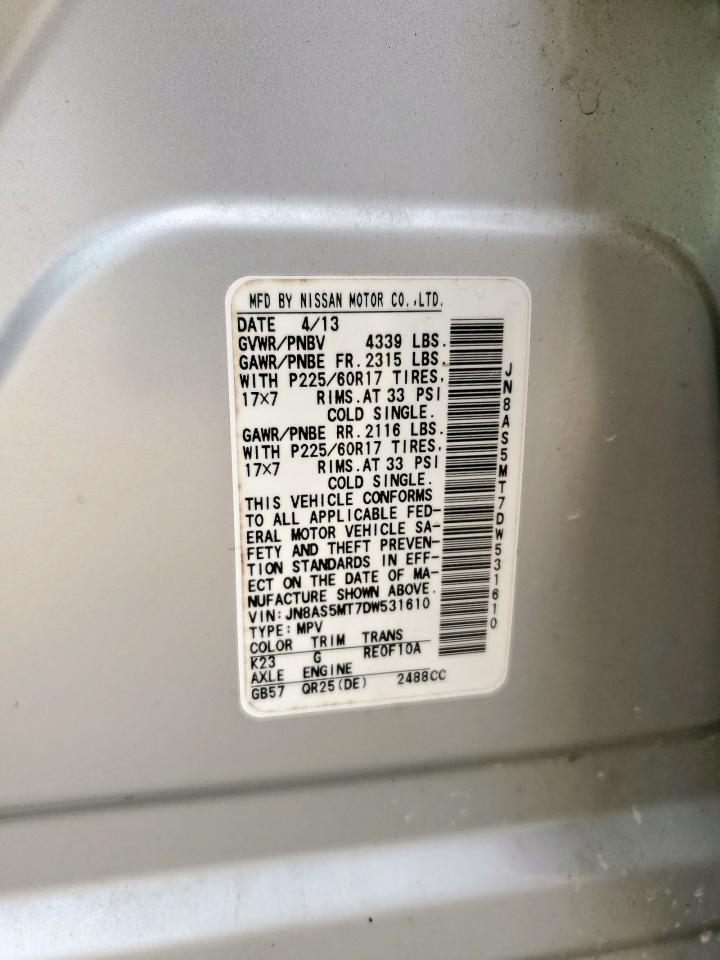 MFD BY NISSAN MOTOR CO.,LTD.
DATE 4/13
GVWR/PNBV 4339 LBS.
GAWR/PNBE FR. 2315 LBS.
WITH P225/60R17 TIRES,
17×7 RIMS.AT 33 PSI
COLD SINGLE.
GAWR/PNBE RR. 2116 LBS.
WITH P225/60R17 TIRES,
17×7 RIMS.AT 33 PSI
COLD SINGLE.
THIS VEHICLE CONFORMS
TO ALL APPLICABLE FED-
ERAL MOTOR VEHICLE SA-
FETY AND THEFT PREVEN-
TION STANDARDS IN EFF-
ECT ON THE DATE OF MA-
NUFACTURE SHOWN ABOVE.
VIN:JN8AS5MT7DW531610
TYPE:MPV
COLOR TRIM TRANS
K23 G RE0F10A
AXLE ENGINE
GB57 QR25(DE) 2488CC
JN8AS5MT7DW531610